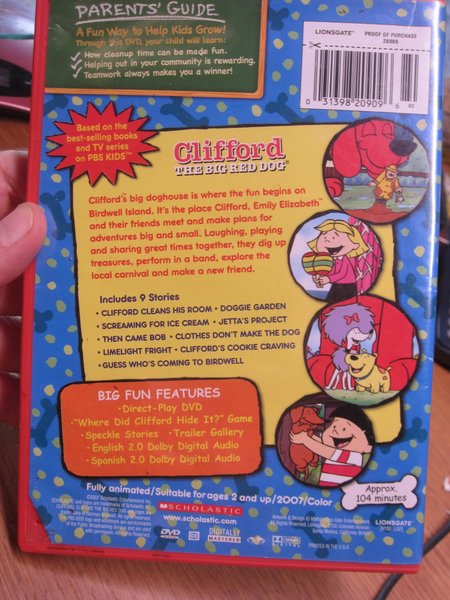 PARENTS' GUIDE
A Fun Way to Help Kids Grow!
Through this DVD, your child will learn:
✓ How cleanup time can be made fun.
✓ Helping out in your community is rewarding.
✓ Teamwork always makes you a winner!
LIONSGATE PROOF OF PURCHASE
20909
0 31398 20909 6
Based on the
best-selling books
and TV series
on PBS KIDS™
Clifford
THE BIG RED DOG®
Clifford's big doghouse is where the fun begins on
Birdwell Island. It's the place Clifford, Emily Elizabeth™
and their friends meet and make plans for
adventures big and small. Laughing, playing
and sharing great times together, they dig up
treasures, perform in a band, explore the
local carnival and make a new friend.
Includes 9 Stories
• CLIFFORD CLEANS HIS ROOM • DOGGIE GARDEN
• SCREAMING FOR ICE CREAM • JETTA'S PROJECT
• THEN CAME BOB • CLOTHES DON'T MAKE THE DOG
• LIMELIGHT FRIGHT • CLIFFORD'S COOKIE CRAVING
• GUESS WHO'S COMING TO BIRDWELL
BIG FUN FEATURES
• Direct-Play DVD
• "Where Did Clifford Hide It?" Game
• Speckle Stories • Trailer Gallery
• English 2.0 Dolby Digital Audio
• Spanish 2.0 Dolby Digital Audio
Fully animated/Suitable for ages 2 and up/2007/Color
Approx.
104 minutes
SCHOLASTIC
www.scholastic.com
DVD
DIGITALLY
MASTERED
LIONSGATE
PRINTED IN THE U.S.A.